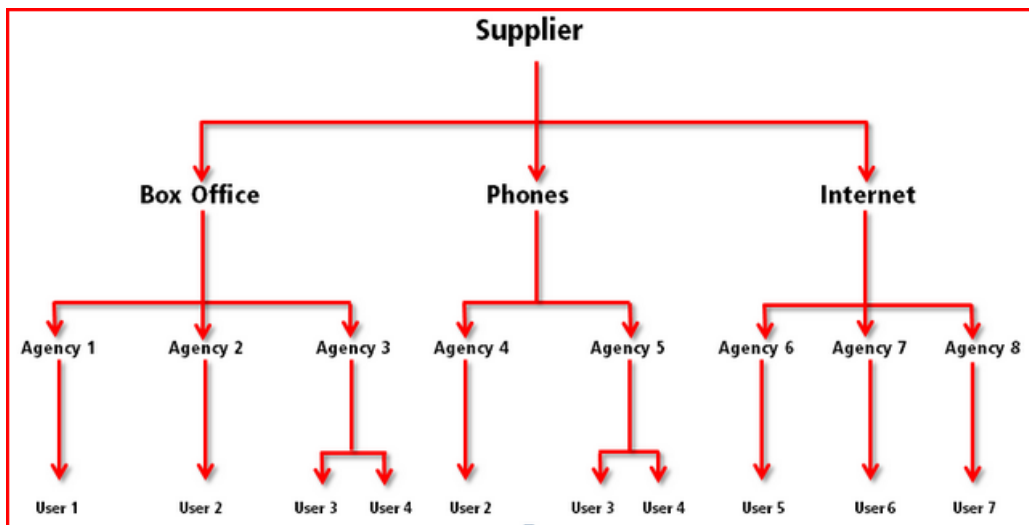 Supplier
Box Office Phones Internet
Agency 1 Agency 2 Agency 3 Agency 4 Agency 5 Agency 6 Agency 7 Agency 8
User 1 User 2 User 3 User 4 User 2 User 3 User 4 User 5 User 6 User 7